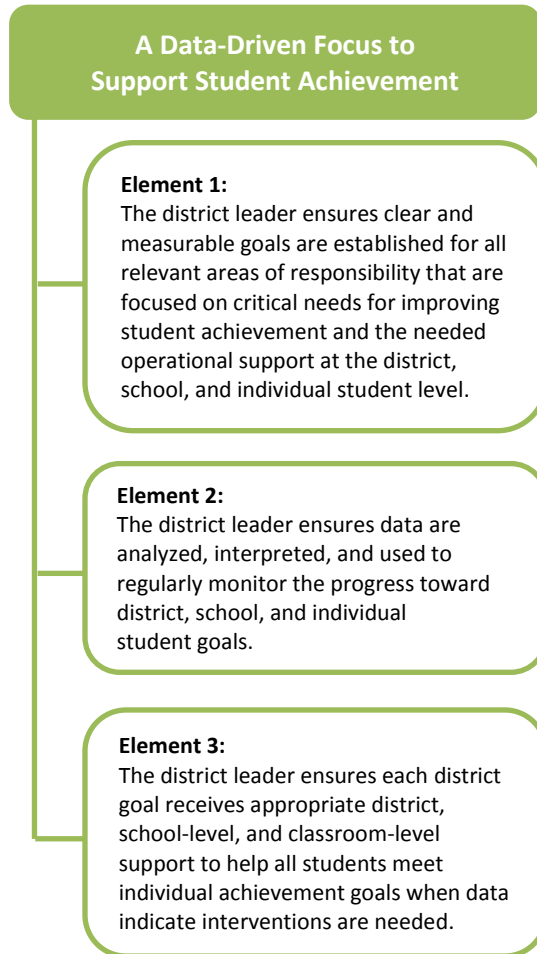 A Data-Driven Focus to
Support Student Achievement
Element 1:
The district leader ensures clear and
measurable goals are established for all
relevant areas of responsibility that are
focused on critical needs for improving
student achievement and the needed
operational support at the district,
school, and individual student level.
Element 2:
The district leader ensures data are
analyzed, interpreted, and used to
regularly monitor the progress toward
district, school, and individual
student goals.
Element 3:
The district leader ensures each district
goal receives appropriate district,
school-level, and classroom-level
support to help all students meet
individual achievement goals when data
indicate interventions are needed.